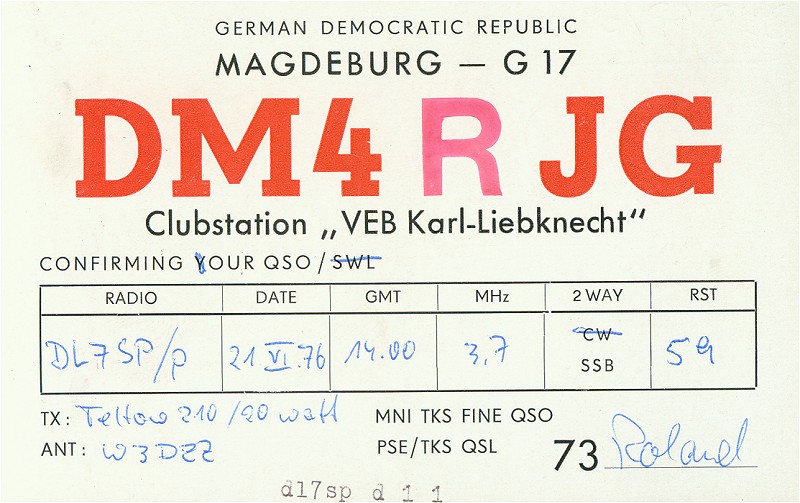 GERMAN DEMOCRATIC REPUBLIC
MAGDEBURG — G 17
DM4 R JG
Clubstation „VEB Karl-Liebknecht“
CONFIRMING YOUR QSO / SWL
RADIO DATE GMT MHz 2 WAY RST
CW
DL7SP/p 21 VI. 76 14.00 3,7 SSB 59
TX: Teltow 210 /20 watt MNI TKS FINE QSO
ANT: W3DZZ PSE/TKS QSL 73 Roland
dl7sp d 1 1